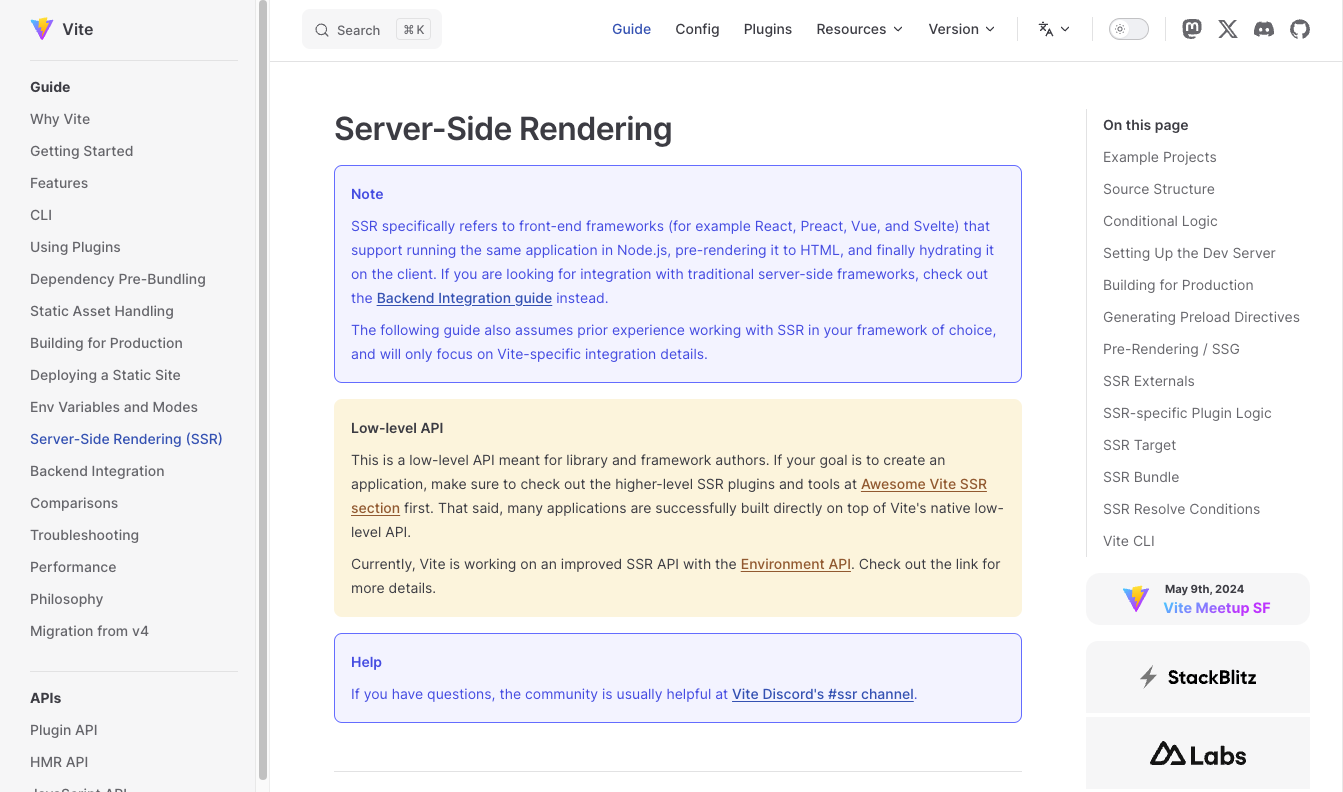 Vite
Search ⌘ K
Guide
Config
Plugins
Resources
Version
Guide
Why Vite
Getting Started
Features
CLI
Using Plugins
Dependency Pre-Bundling
Static Asset Handling
Building for Production
Deploying a Static Site
Env Variables and Modes
Server-Side Rendering (SSR)
Backend Integration
Comparisons
Troubleshooting
Performance
Philosophy
Migration from v4
APIs
Plugin API
HMR API
JavaScript API
Server-Side Rendering
Note
SSR specifically refers to front-end frameworks (for example React, Preact, Vue, and Svelte) that
support running the same application in Node.js, pre-rendering it to HTML, and finally hydrating it
on the client. If you are looking for integration with traditional server-side frameworks, check out
the Backend Integration guide instead.
The following guide also assumes prior experience working with SSR in your framework of choice,
and will only focus on Vite-specific integration details.
Low-level API
This is a low-level API meant for library and framework authors. If your goal is to create an
application, make sure to check out the higher-level SSR plugins and tools at Awesome Vite SSR
section first. That said, many applications are successfully built directly on top of Vite's native low-
level API.
Currently, Vite is working on an improved SSR API with the Environment API. Check out the link for
more details.
Help
If you have questions, the community is usually helpful at Vite Discord's #ssr channel.
On this page
Example Projects
Source Structure
Conditional Logic
Setting Up the Dev Server
Building for Production
Generating Preload Directives
Pre-Rendering / SSG
SSR Externals
SSR-specific Plugin Logic
SSR Target
SSR Bundle
SSR Resolve Conditions
Vite CLI
May 9th, 2024
Vite Meetup SF
StackBlitz
Labs